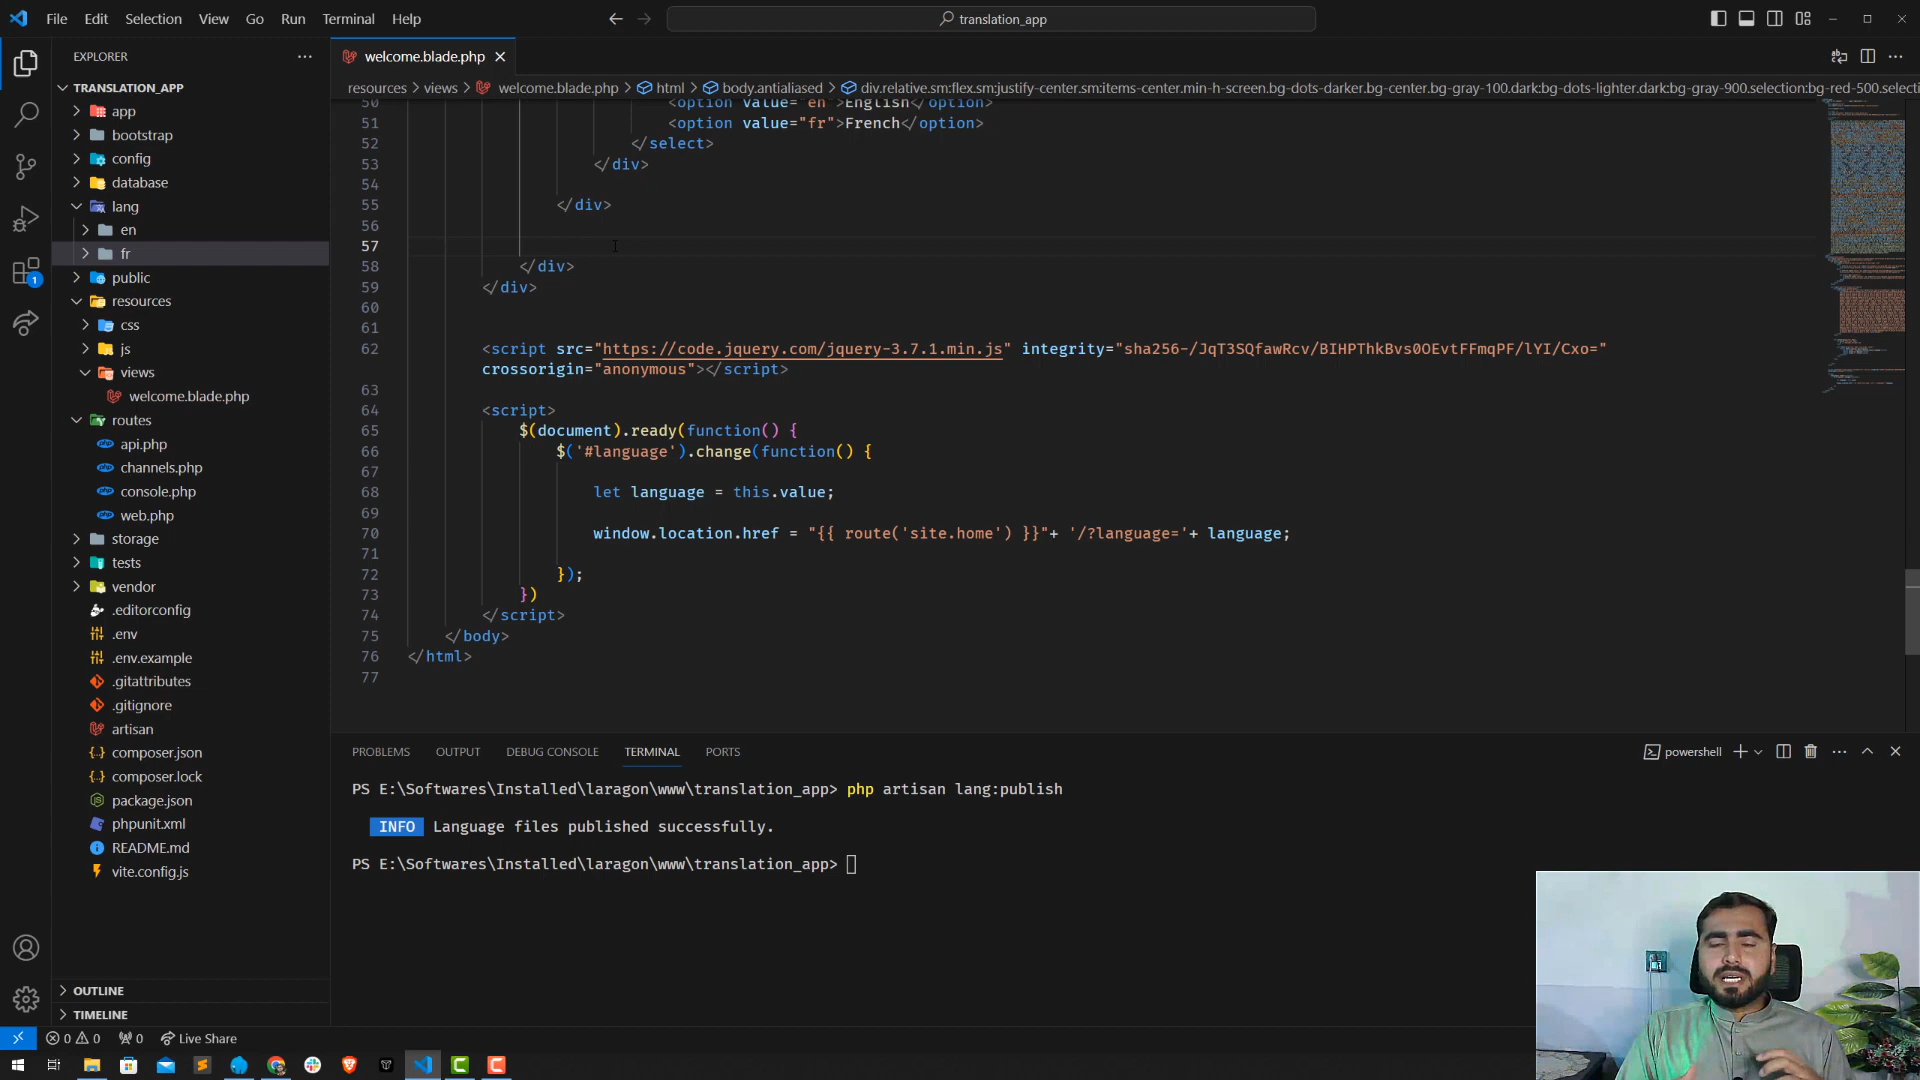 File Edit Selection View Go Run Terminal Help
translation_app
EXPLORER
welcome.blade.php
TRANSLATION_APP
resources > views > welcome.blade.php > html > body.antialiased > div.relative.sm:flex.sm:justify-center.sm:items-center.min-h-screen.bg-dots-darker.bg-center.bg-gray-100.dark:bg-dots-lighter.dark:bg-gray-900.selection:bg-red-500.selecti
app
bootstrap
config
database
lang
en
fr
public
resources
css
js
views
welcome.blade.php
routes
api.php
channels.php
console.php
web.php
storage
tests
vendor
.editorconfig
.env
.env.example
.gitattributes
.gitignore
artisan
composer.json
composer.lock
package.json
phpunit.xml
README.md
vite.config.js
OUTLINE
TIMELINE
50 <option value="en">English</option>
51 <option value="fr">French</option>
52 </select>
53 </div>
54
55 </div>
56
57
58 </div>
59 </div>
60
61
62 <script src="https://code.jquery.com/jquery-3.7.1.min.js" integrity="sha256-/JqT3SQfawRcv/BIHPThkBvs0OEvtFFmqPF/lYI/Cxo="
crossorigin="anonymous"></script>
63
64 <script>
65 $(document).ready(function() {
66 $('#language').change(function() {
67
68 let language = this.value;
69
70 window.location.href = "{{ route('site.home') }}"+ '/?language='+ language;
71
72 });
73 })
74 </script>
75 </body>
76 </html>
77
PROBLEMS OUTPUT DEBUG CONSOLE TERMINAL PORTS
powershell
PS E:\Softwares\Installed\laragon\www\translation_app> php artisan lang:publish
INFO Language files published successfully.
PS E:\Softwares\Installed\laragon\www\translation_app>
1
0 0 0 Live Share